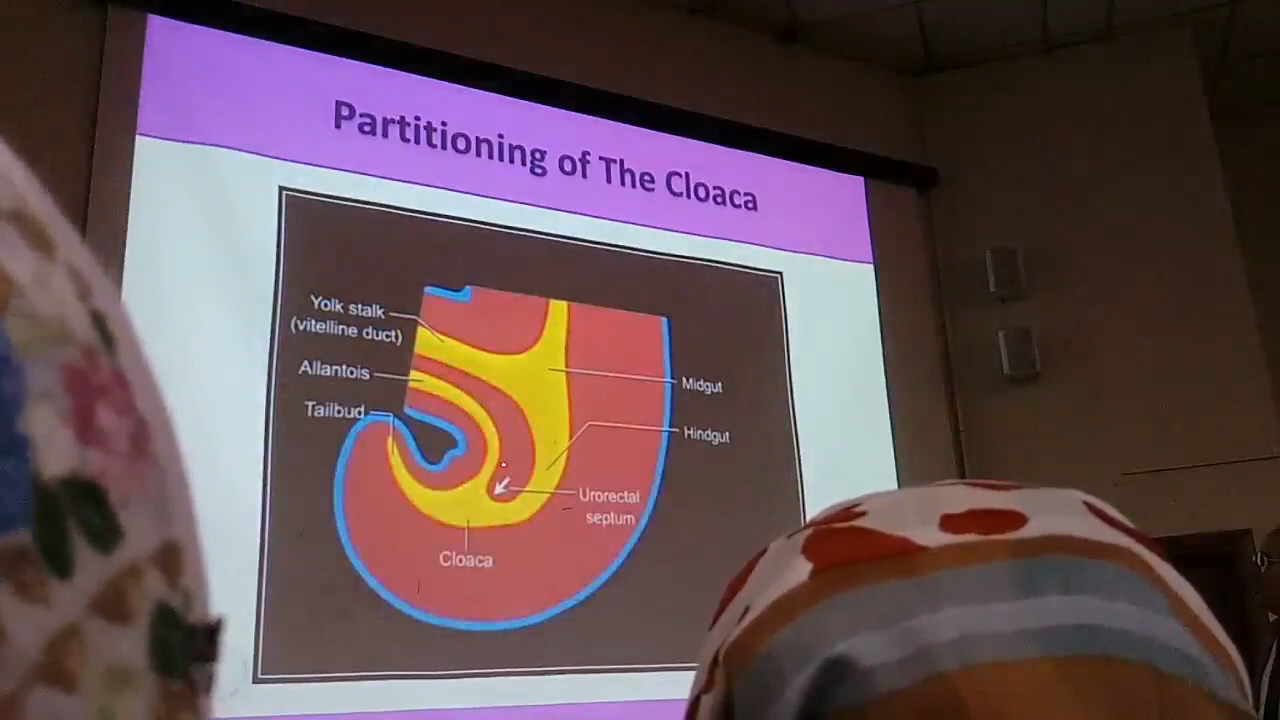 Partitioning of The Cloaca
Yolk stalk
(vitelline duct)
Allantois
Tailbud
Midgut
Hindgut
Urorectal
septum
Cloaca